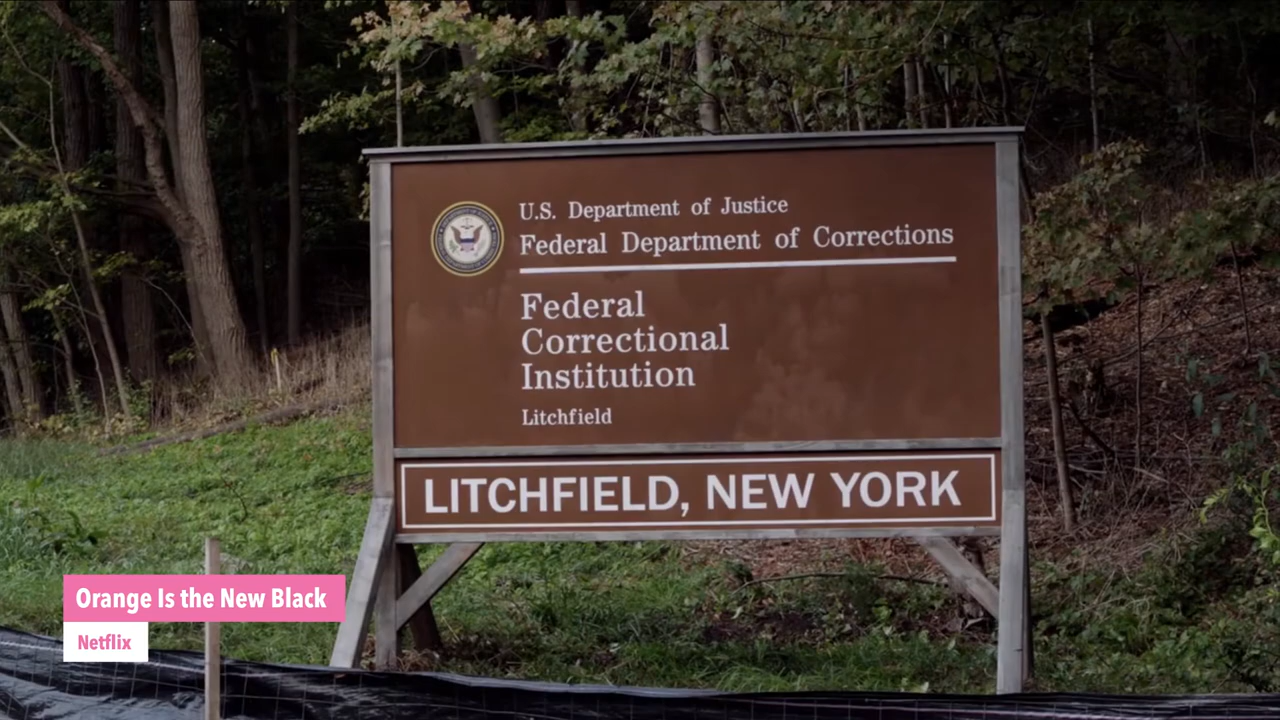 U.S. Department of Justice
Federal Department of Corrections
Federal
Correctional
Institution
Litchfield
LITCHFIELD, NEW YORK
Orange Is the New Black
Netflix